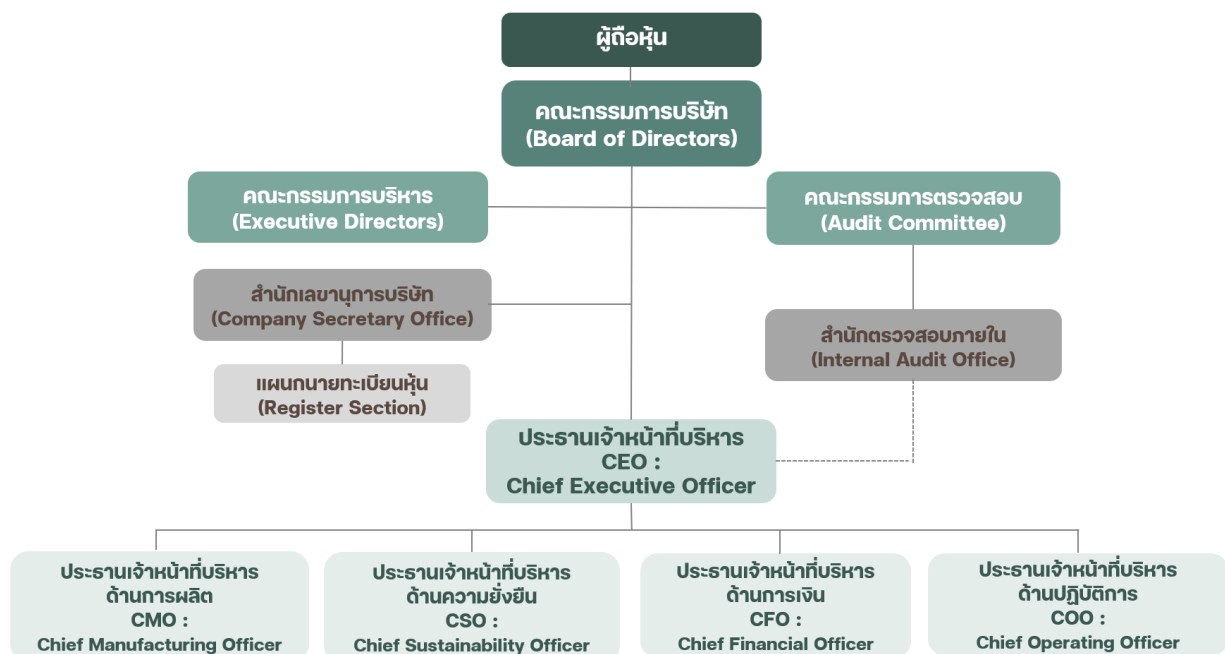 ผู้ถือหุ้น
คณะกรรมการบริษัท
(Board of Directors)
คณะกรรมการบริหาร
(Executive Directors)
คณะกรรมการตรวจสอบ
(Audit Committee)
สำนักเลขานุการบริษัท
(Company Secretary Office)
สำนักตรวจสอบภายใน
(Internal Audit Office)
แผนกนายทะเบียนหุ้น
(Register Section)
ประธานเจ้าหน้าที่บริหาร
CEO :
Chief Executive Officer
ประธานเจ้าหน้าที่บริหาร
ด้านการผลิต
CMO :
Chief Manufacturing Officer
ประธานเจ้าหน้าที่บริหาร
ด้านความยั่งยืน
CSO :
Chief Sustainability Officer
ประธานเจ้าหน้าที่บริหาร
ด้านการเงิน
CFO :
Chief Financial Officer
ประธานเจ้าหน้าที่บริหาร
ด้านปฏิบัติการ
COO :
Chief Operating Officer